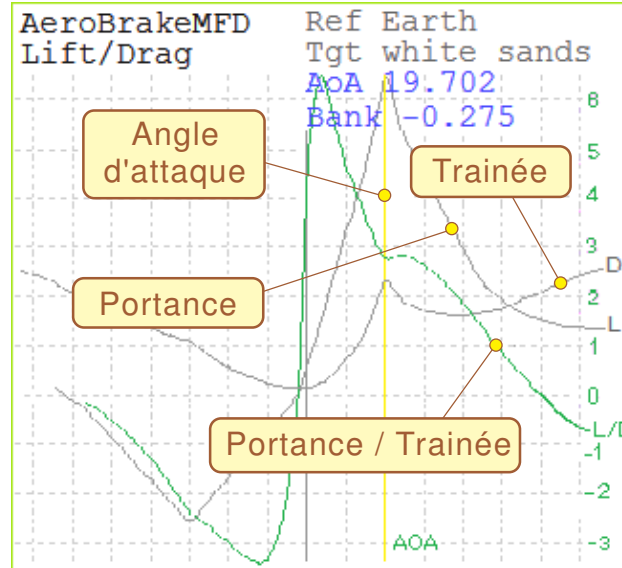 AeroBrakeMFD
Lift/Drag
Ref Earth
Tgt white sands
AoA 19.702
Bank -0.275
Angle
d'attaque
Trainée
Portance
Portance / Trainée
6
5
4
3
2
1
0
-1
-2
-3
D
L
L/D
AOA